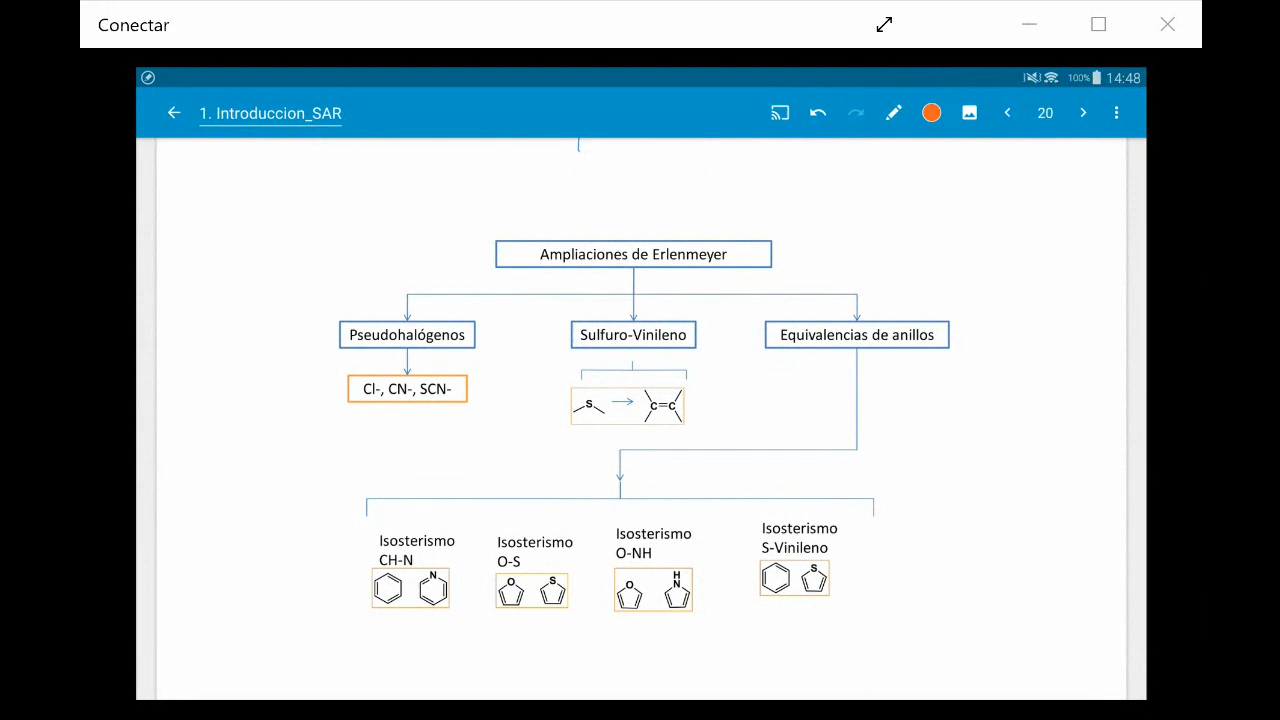 Conectar
100% 14:48
1. Introduccion_SAR
20
Ampliaciones de Erlenmeyer
Pseudohalógenos
Sulfuro-Vinileno
Equivalencias de anillos
Cl-, CN-, SCN-
S
C=C
Isosterismo
CH-N
Isosterismo
O-S
Isosterismo
O-NH
Isosterismo
S-Vinileno
N
O
S
O
H
N
S